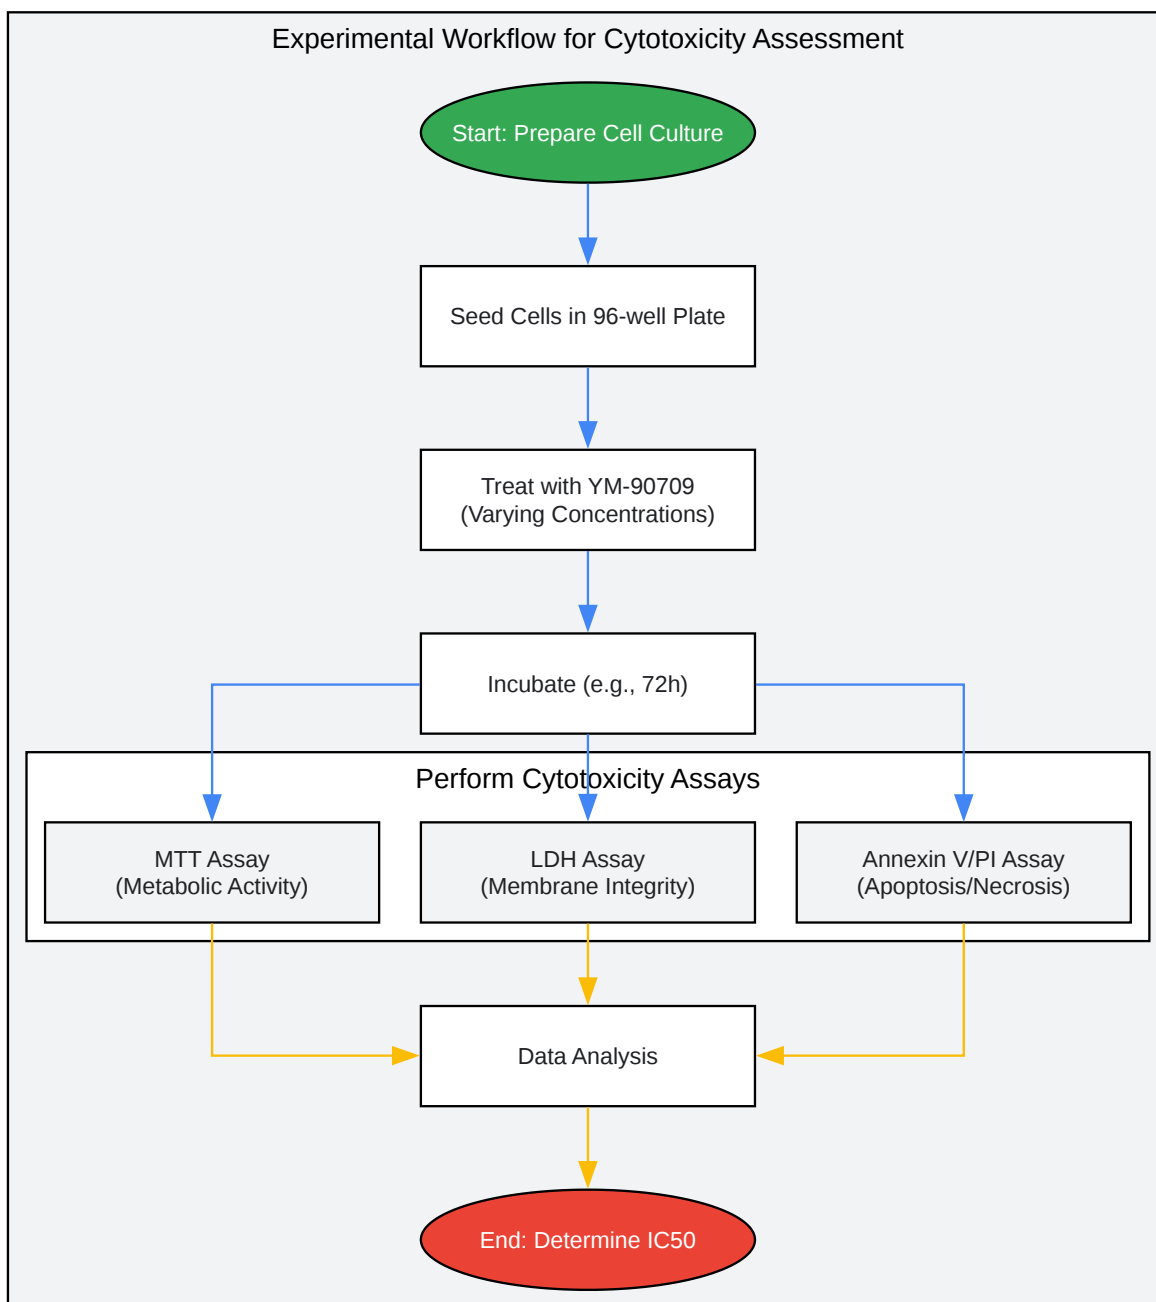 Experimental Workflow for Cytotoxicity Assessment
Start: Prepare Cell Culture
Seed Cells in 96-well Plate
Treat with YM-90709
(Varying Concentrations)
Incubate (e.g., 72h)
Perform Cytotoxicity Assays
MTT Assay
(Metabolic Activity)
LDH Assay
(Membrane Integrity)
Annexin V/PI Assay
(Apoptosis/Necrosis)
Data Analysis
End: Determine IC50